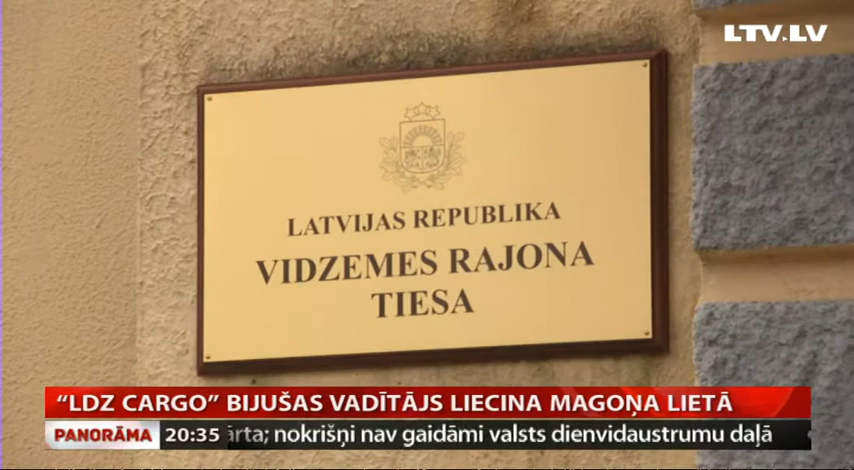 LTV.LV
LATVIJAS REPUBLIKA
VIDZEMES RAJONA
TIESA
“LDZ CARGO” BIJUŠAS VADĪTĀJS LIECINA MAGOŅA LIETĀ
PANORĀMA 20:35 ārta; nokrišņi nav gaidāmi valsts dienvidaustrumu daļā